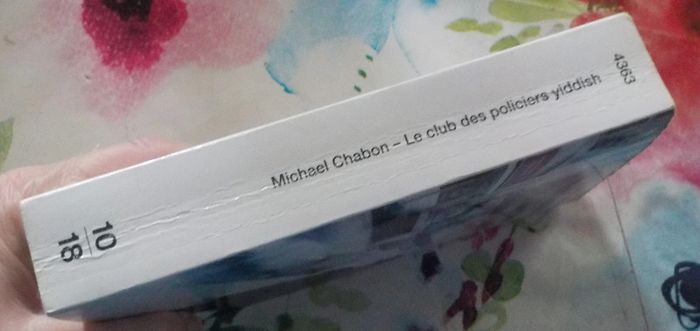 10
18
Michael Chabon – Le club des policiers yiddish
4363